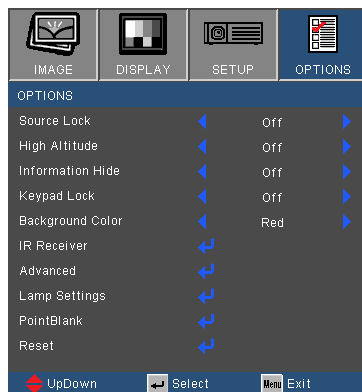 IMAGE DISPLAY SETUP OPTIONS
OPTIONS
Source Lock Off
High Altitude Off
Information Hide Off
Keypad Lock Off
Background Color Red
IR Receiver
Advanced
Lamp Settings
PointBlank
Reset
UpDown Select Menu Exit